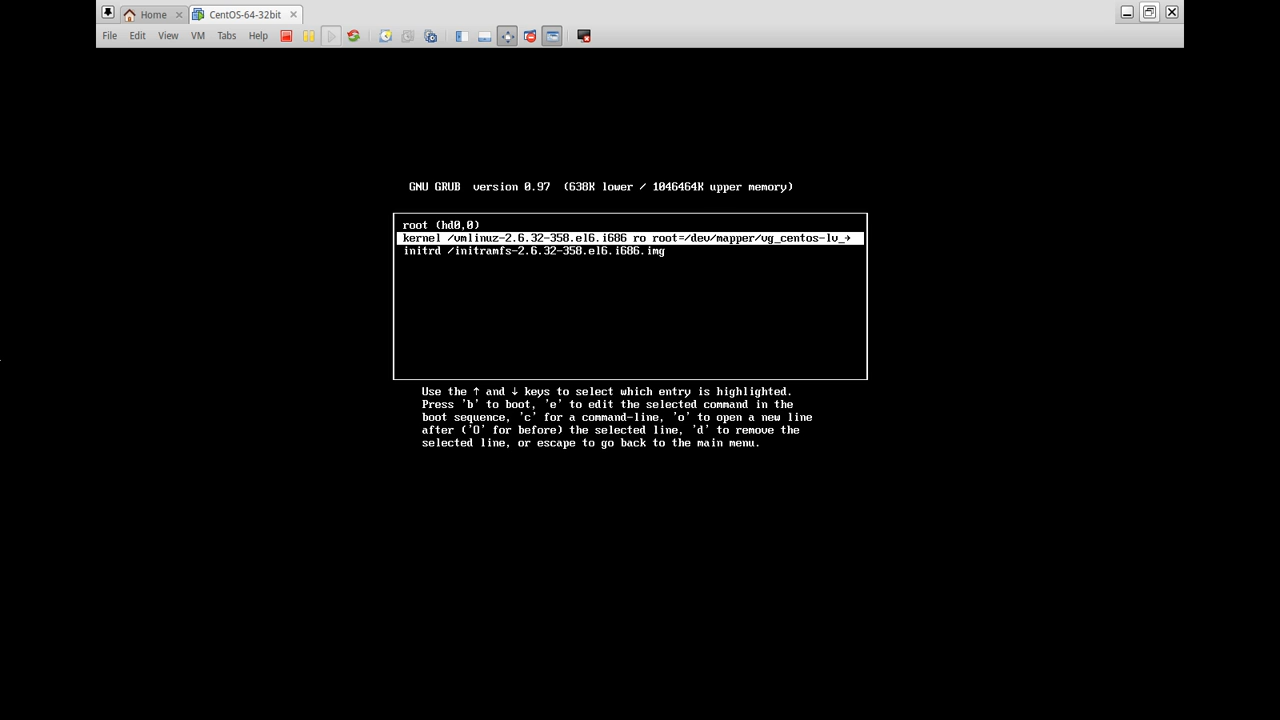 Home
CentOS-64-32bit
File Edit View VM Tabs Help
GNU GRUB version 0.97 (638K lower / 1046464K upper memory)
root (hd0,0)
kernel /vmlinuz-2.6.32-358.el6.i686 ro root=/dev/mapper/vg_centos-lv_→
initrd /initramfs-2.6.32-358.el6.i686.img
Use the ↑ and ↓ keys to select which entry is highlighted.
Press 'b' to boot, 'e' to edit the selected command in the
boot sequence, 'c' for a command-line, 'o' to open a new line
after ('O' for before) the selected line, 'd' to remove the
selected line, or escape to go back to the main menu.